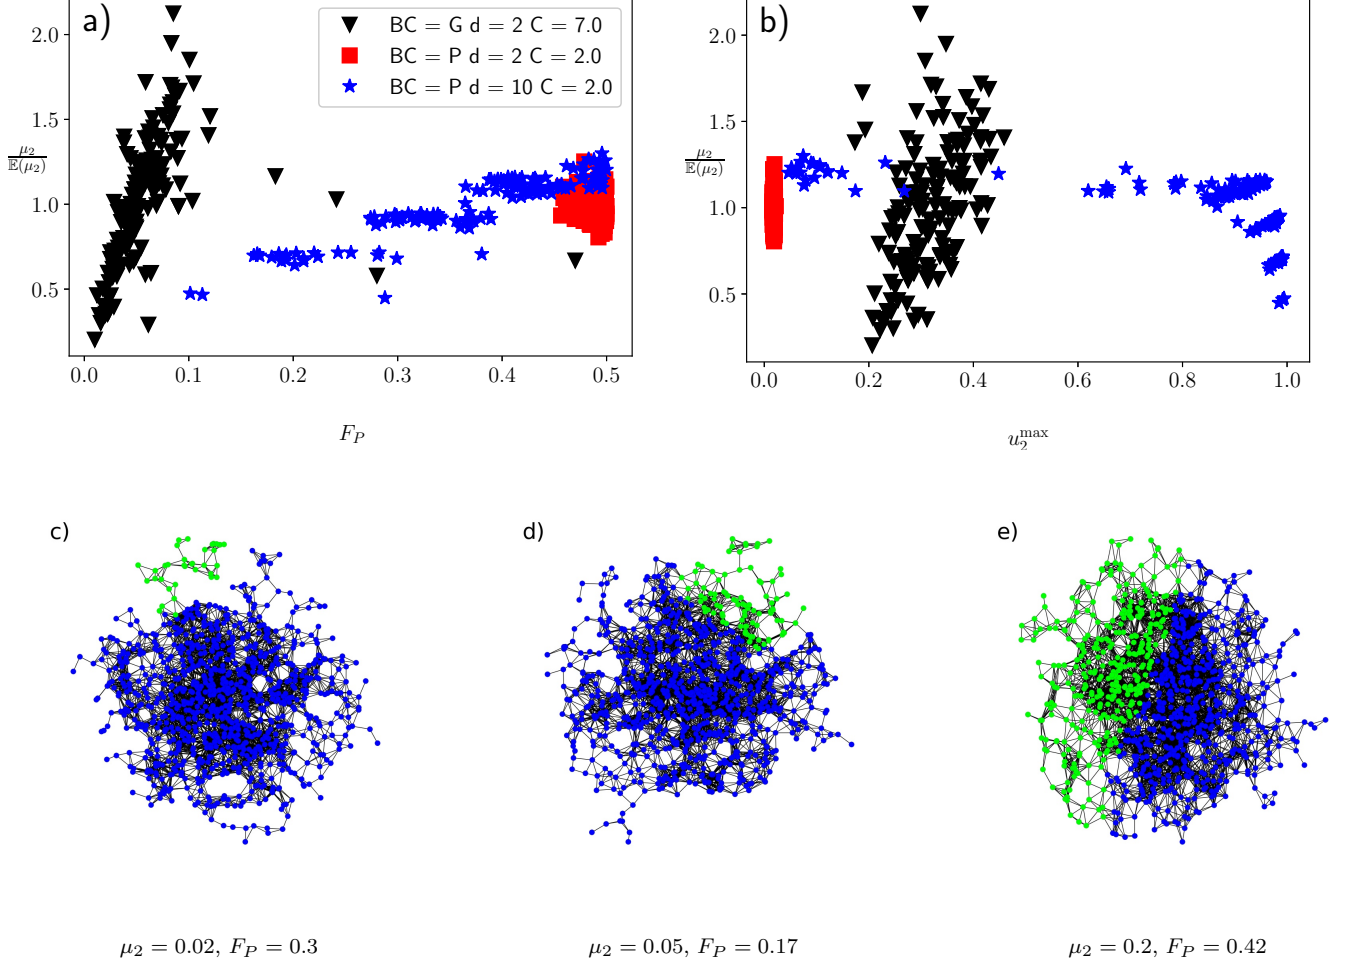 a)
BC = G d = 2 C = 7.0
BC = P d = 2 C = 2.0
BC = P d = 10 C = 2.0
2.0
1.5
1.0
0.5
μ₂ / 𝔼(μ₂)
0.0 0.1 0.2 0.3 0.4 0.5
F_P
b)
2.0
1.5
1.0
0.5
μ₂ / 𝔼(μ₂)
0.0 0.2 0.4 0.6 0.8 1.0
u₂^max
c)
d)
e)
μ₂ = 0.02, F_P = 0.3
μ₂ = 0.05, F_P = 0.17
μ₂ = 0.2, F_P = 0.42